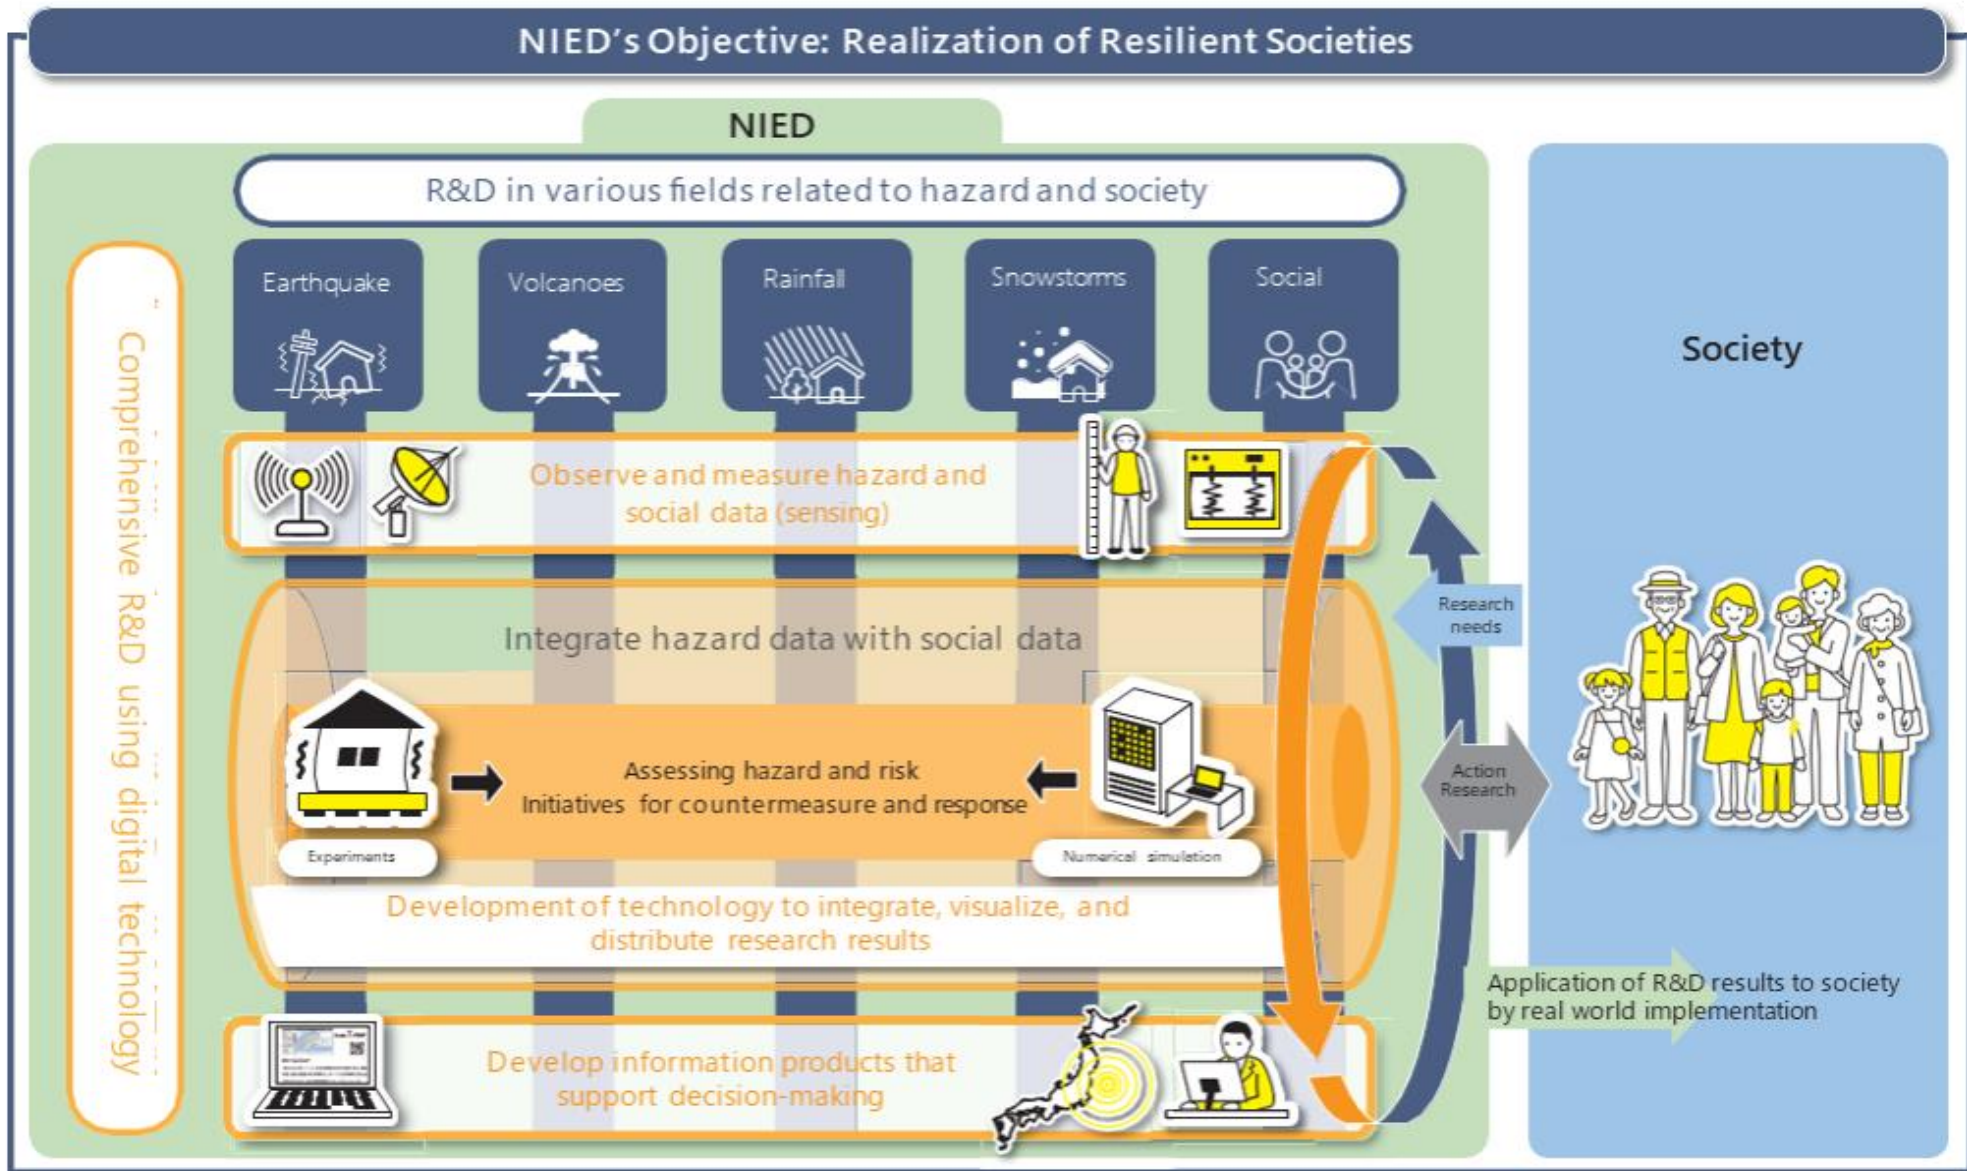 NIED's Objective: Realization of Resilient Societies
NIED
R&D in various fields related to hazard and society
Earthquake
Volcanoes
Rainfall
Snowstorms
Social
Comprehensive R&D using digital technology
Observe and measure hazard and
social data (sensing)
Integrate hazard data with social data
Assessing hazard and risk
Initiatives for countermeasure and response
Experiments
Numerical simulation
Development of technology to integrate, visualize, and
distribute research results
Develop information products that
support decision-making
Research
needs
Action
Research
Application of R&D results to society
by real world implementation
Society